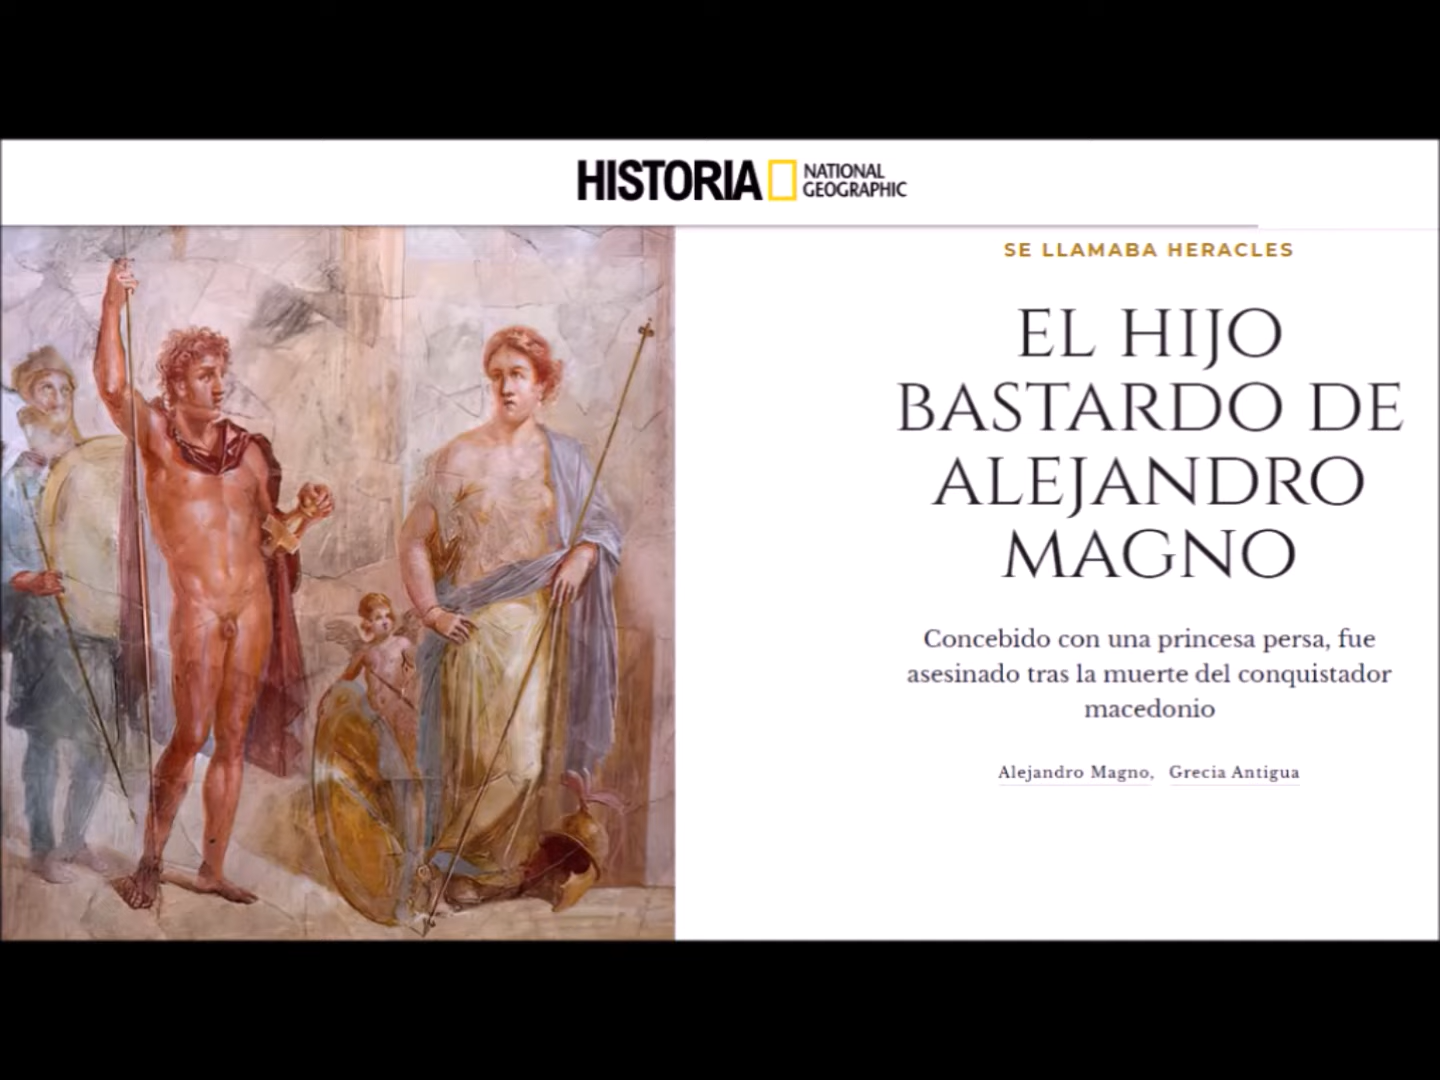 HISTORIA NATIONAL
GEOGRAPHIC
SE LLAMABA HERACLES
EL HIJO
BASTARDO DE
ALEJANDRO
MAGNO
Concebido con una princesa persa, fue
asesinado tras la muerte del conquistador
macedonio
Alejandro Magno, Grecia Antigua